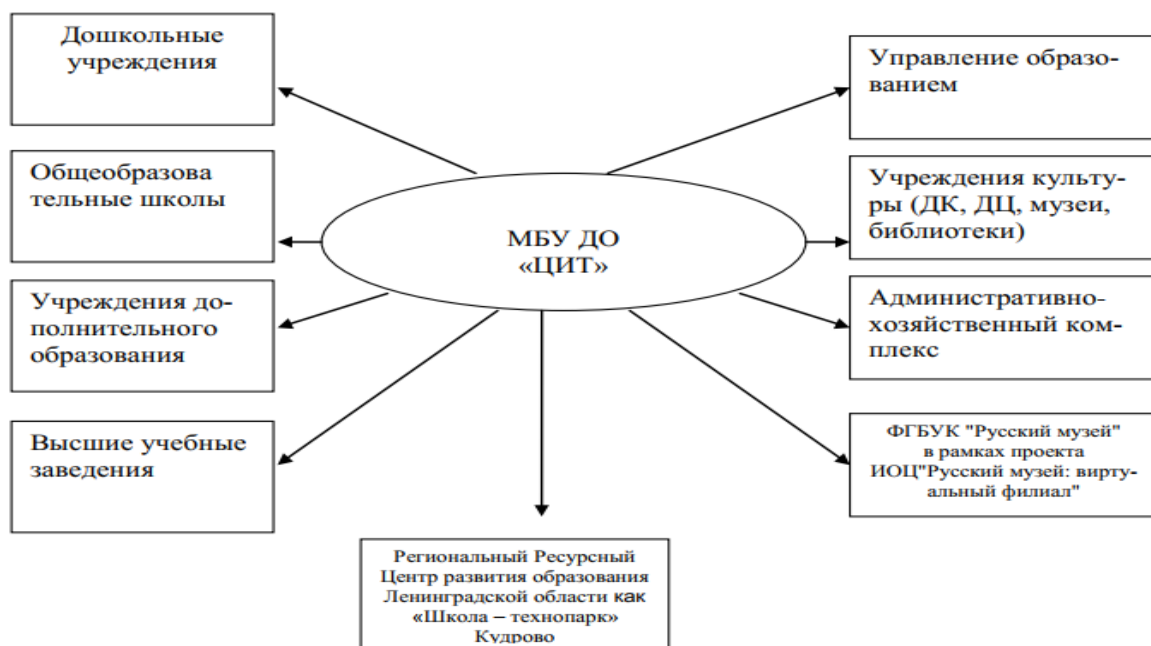 Дошкольные
учреждения
Общеобразова
тельные школы
Учреждения до-
полнительного
образования
Высшие учебные
заведения
МБУ ДО
«ЦИТ»
Региональный Ресурсный
Центр развития образования
Ленинградской области как
«Школа – технопарк»
Кудрово
Управление образо-
ванием
Учреждения культу-
ры (ДК, ДЦ, музеи,
библиотеки)
Административно-
хозяйственный ком-
плекс
ФГБУК "Русский музей"
в рамках проекта
ИОЦ"Русский музей: вирту-
альный филиал"